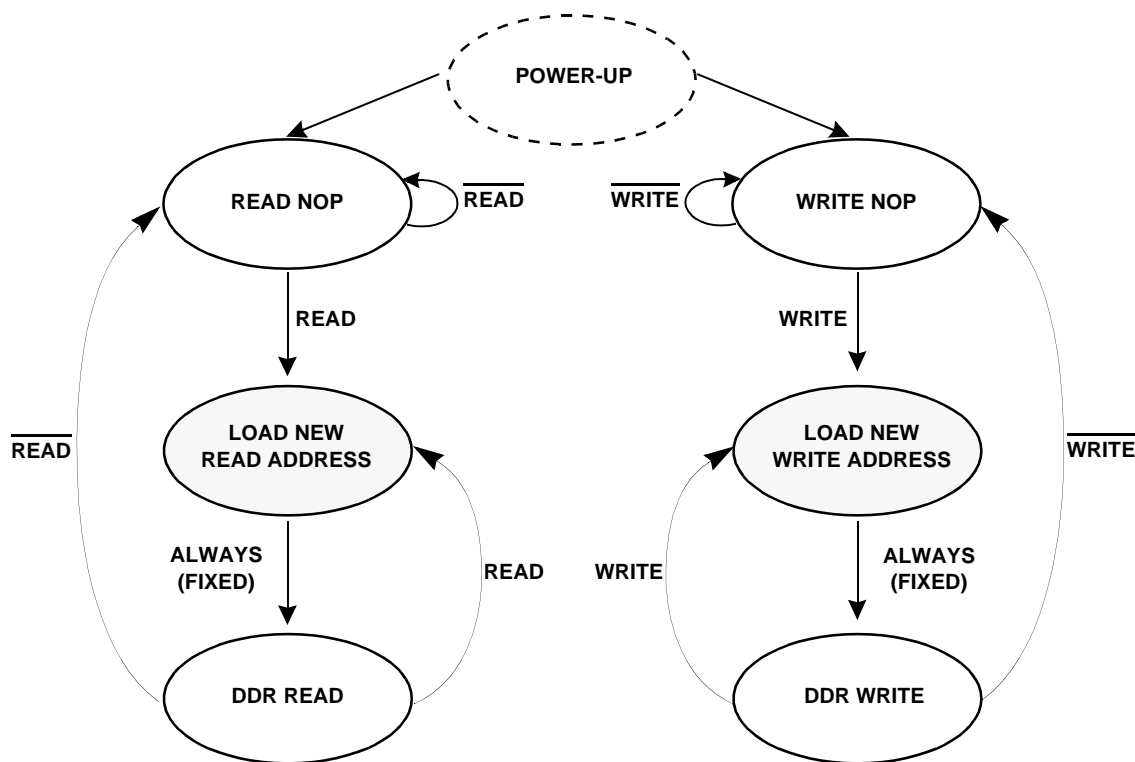 POWER-UP
READ NOP
READ
WRITE
WRITE NOP
READ
WRITE
READ
LOAD NEW
READ ADDRESS
LOAD NEW
WRITE ADDRESS
WRITE
ALWAYS
(FIXED)
READ
WRITE
ALWAYS
(FIXED)
DDR READ
DDR WRITE